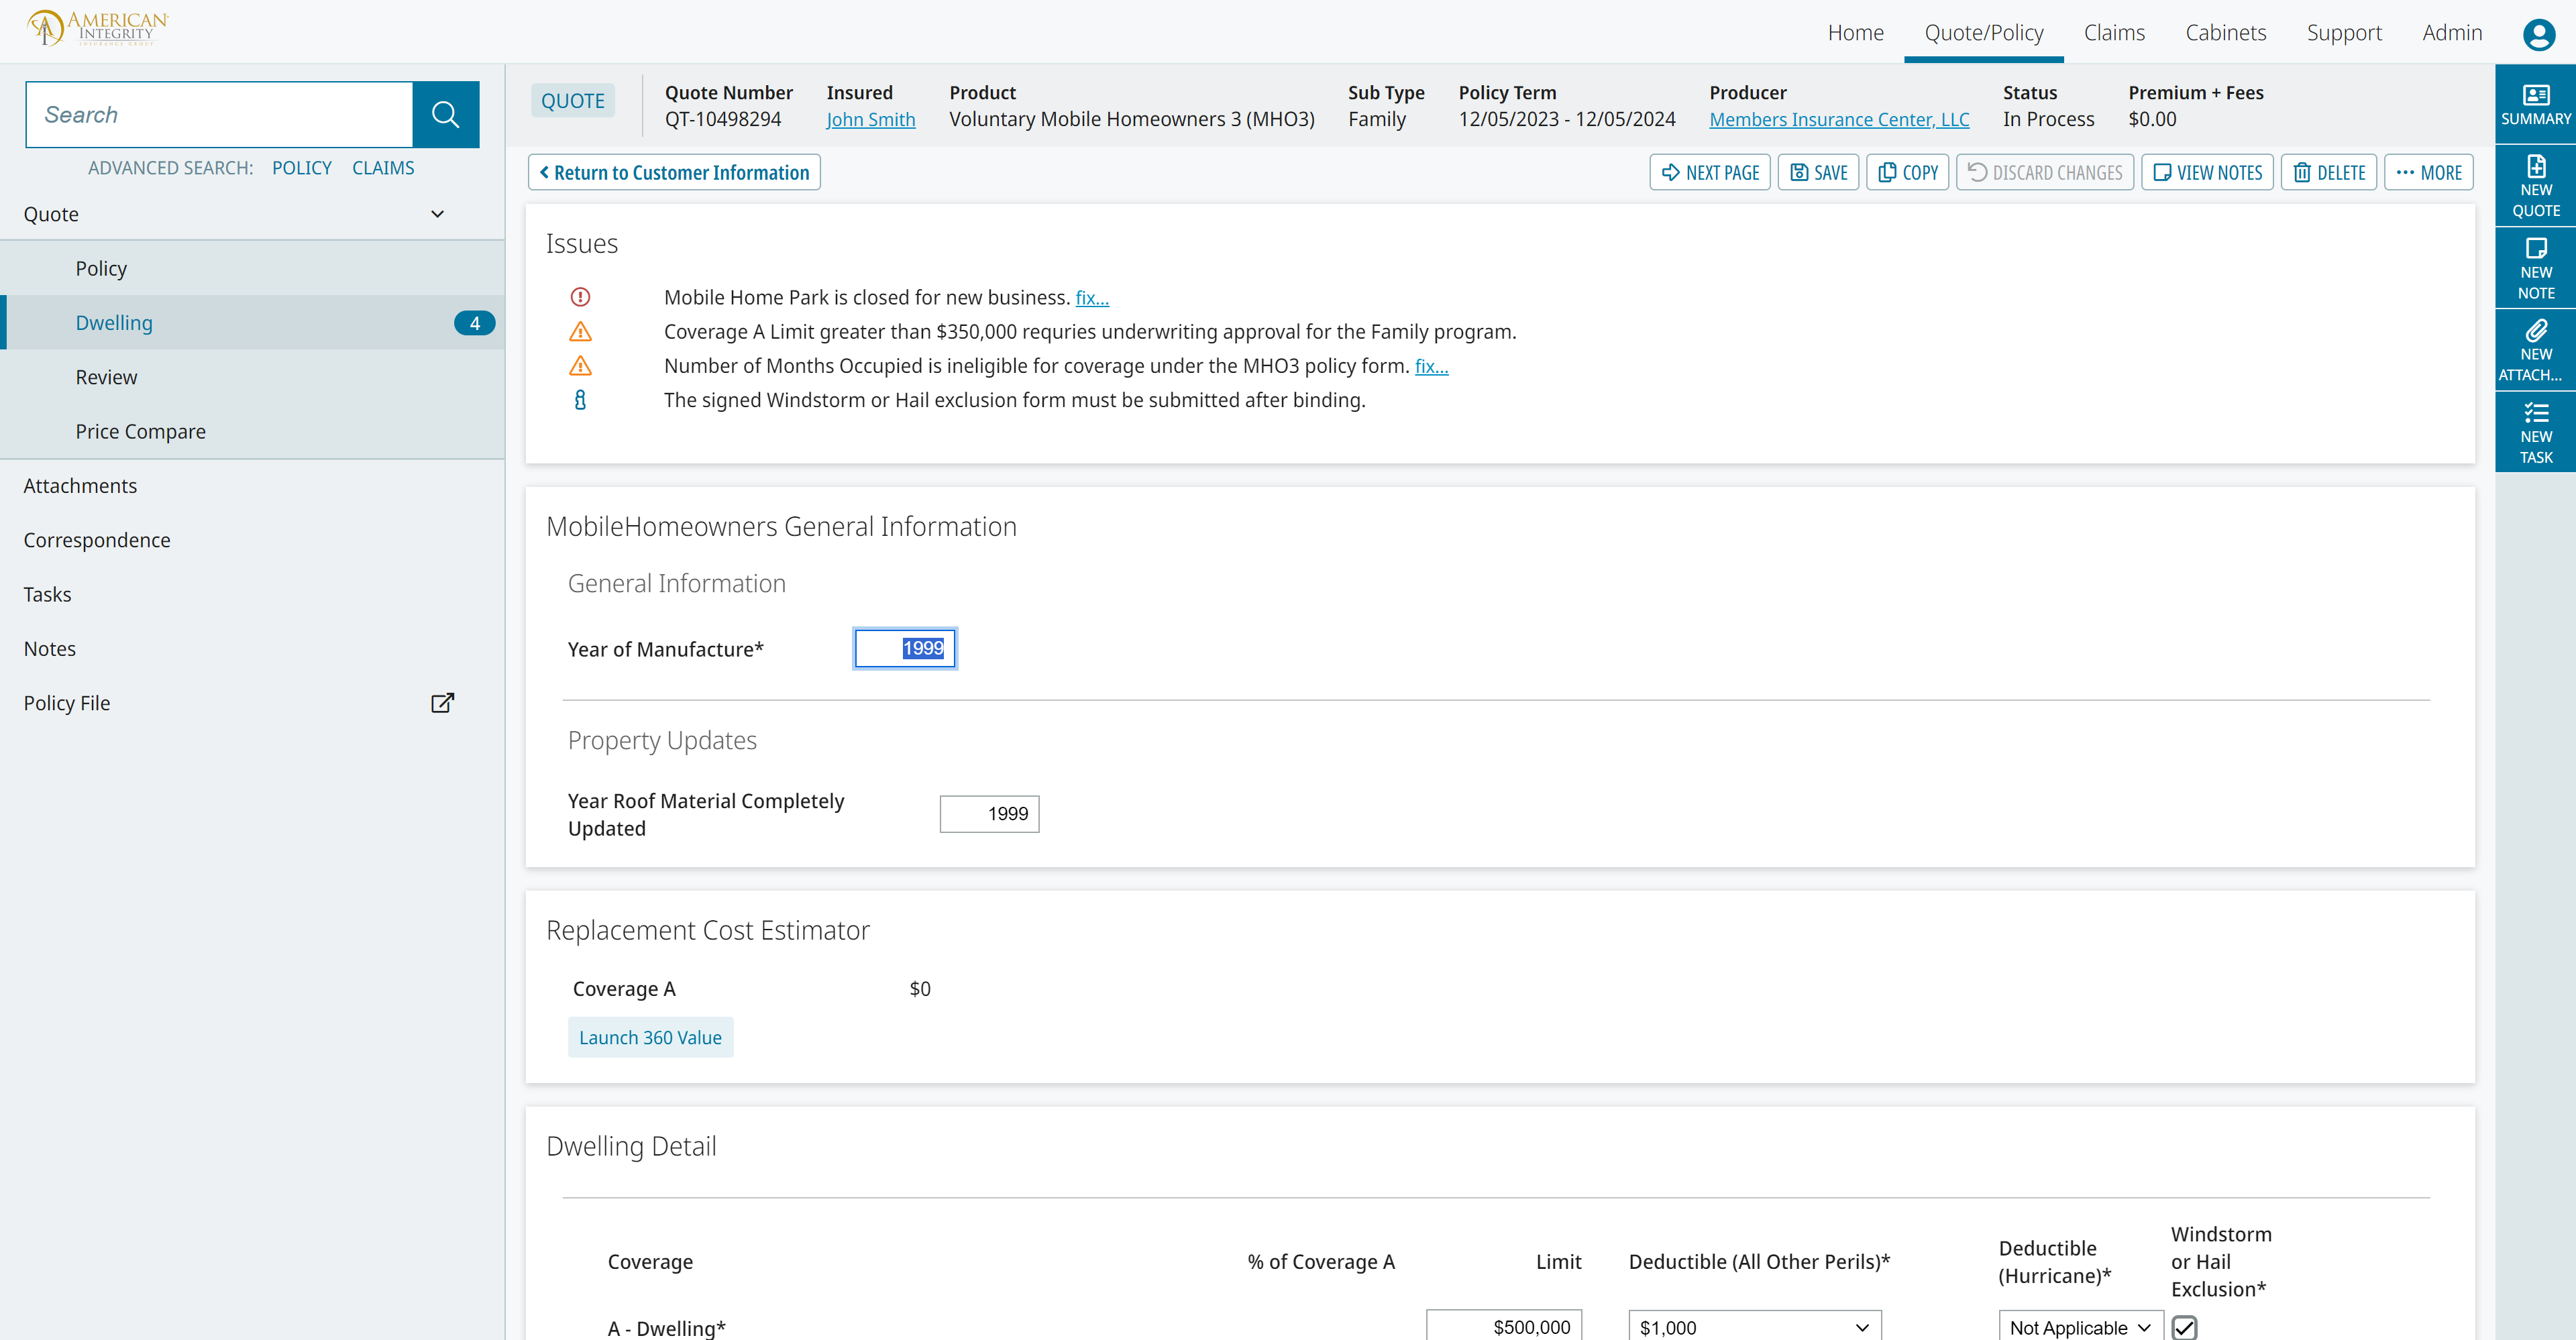 AMERICAN
INTEGRITY
INSURANCE GROUP
Home
Quote/Policy
Claims
Cabinets
Support
Admin
Search
ADVANCED SEARCH: POLICY CLAIMS
Quote
Policy
Dwelling 4
Review
Price Compare
Attachments
Correspondence
Tasks
Notes
Policy File
QUOTE
Quote Number
QT-10498294
Insured
John Smith
Product
Voluntary Mobile Homeowners 3 (MHO3)
Sub Type
Family
Policy Term
12/05/2023 - 12/05/2024
Producer
Members Insurance Center, LLC
Status
In Process
Premium + Fees
$0.00
Return to Customer Information
NEXT PAGE
SAVE
COPY
DISCARD CHANGES
VIEW NOTES
DELETE
MORE
Issues
Mobile Home Park is closed for new business. fix...
Coverage A Limit greater than $350,000 requries underwriting approval for the Family program.
Number of Months Occupied is ineligible for coverage under the MHO3 policy form. fix...
The signed Windstorm or Hail exclusion form must be submitted after binding.
MobileHomeowners General Information
General Information
Year of Manufacture* 1999
Property Updates
Year Roof Material Completely
Updated
1999
Replacement Cost Estimator
Coverage A $0
Launch 360 Value
Dwelling Detail
Coverage
% of Coverage A
Limit
Deductible (All Other Perils)*
Deductible
(Hurricane)*
Windstorm
or Hail
Exclusion*
A - Dwelling* $500,000 $1,000 Not Applicable
SUMMARY
NEW
QUOTE
NEW
NOTE
NEW
ATTACH...
NEW
TASK